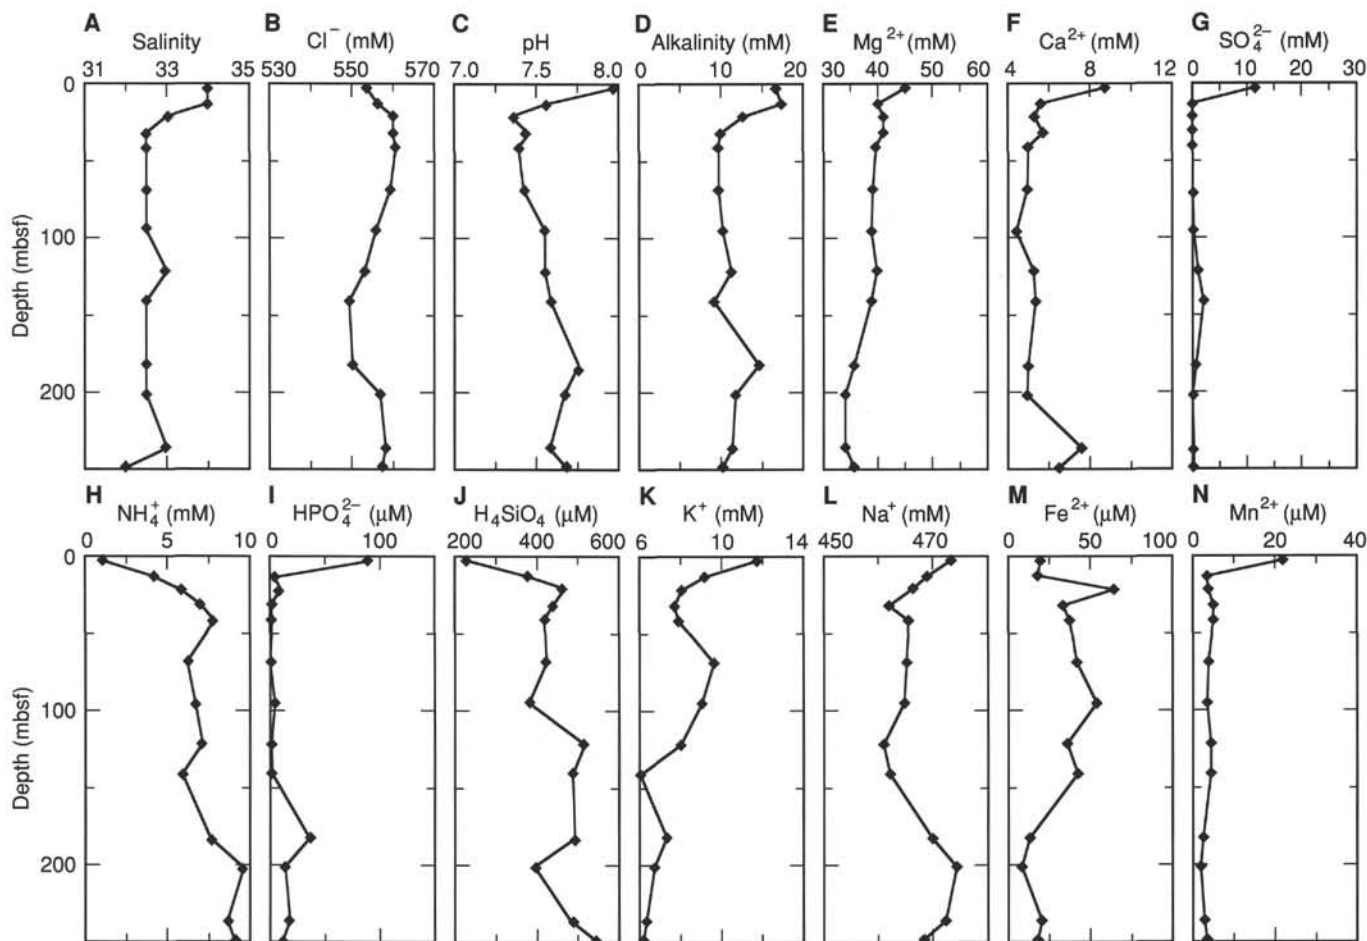 A B C D E F G
Salinity Cl⁻ (mM) pH Alkalinity (mM) Mg²⁺(mM) Ca²⁺ (mM) SO₄²⁻ (mM)
31 33 35 530 550 570 7.0 7.5 8.0 0 10 20 30 40 50 60 4 8 12 0 10 20 30
0
100
200
Depth (mbsf)
H I J K L M N
NH₄⁺ (mM) HPO₄²⁻ (μM) H₄SiO₄ (μM) K⁺ (mM) Na⁺ (mM) Fe²⁺ (μM) Mn²⁺ (μM)
0 5 10 0 100 200 400 600 6 10 14 450 470 0 50 100 0 20 40
0
100
200
Depth (mbsf)